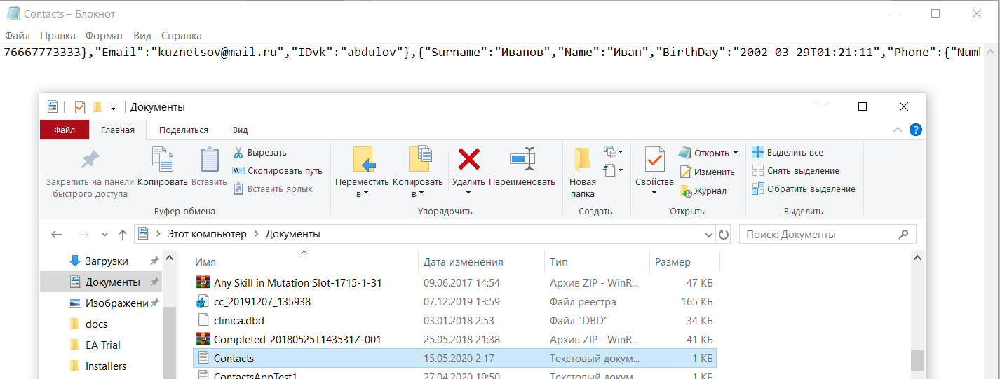 Contacts – Блокнот
Файл Правка Формат Вид Справка
76667773333},"Email":"kuznetsov@mail.ru","IDvk":"abdulov"},{"Surname":"Иванов","Name":"Иван","BirthDay":"2002-03-29T01:21:11","Phone":{"Numb
Документы
Файл Главная Поделиться Вид
Закрепить на панели быстрого доступа
Копировать
Вставить
Вырезать
Скопировать путь
Вставить ярлык
Буфер обмена
Переместить в
Копировать в
Удалить
Переименовать
Упорядочить
Новая папка
Создать
Свойства
Открыть
Изменить
Журнал
Открыть
Выделить все
Снять выделение
Обратить выделение
Выделить
Этот компьютер Документы
Поиск: Документы
Загрузки
Документы
Изображени
docs
EA Trial
Installers
Имя Дата изменения Тип Размер
Any Skill in Mutation Slot-1715-1-31 09.06.2017 14:54 Архив ZIP - WinR... 47 КБ
cc_20191207_135938 07.12.2019 13:59 Файл реестра 165 КБ
clinica.dbd 03.01.2018 2:53 Файл "DBD" 34 КБ
Completed-20180525T143531Z-001 25.05.2018 21:38 Архив ZIP - WinR... 41 КБ
Contacts 15.05.2020 2:17 Текстовый докум... 1 КБ
ContactsAppTest1 27.04.2020 19:50 Текстовый докум... 1 КБ